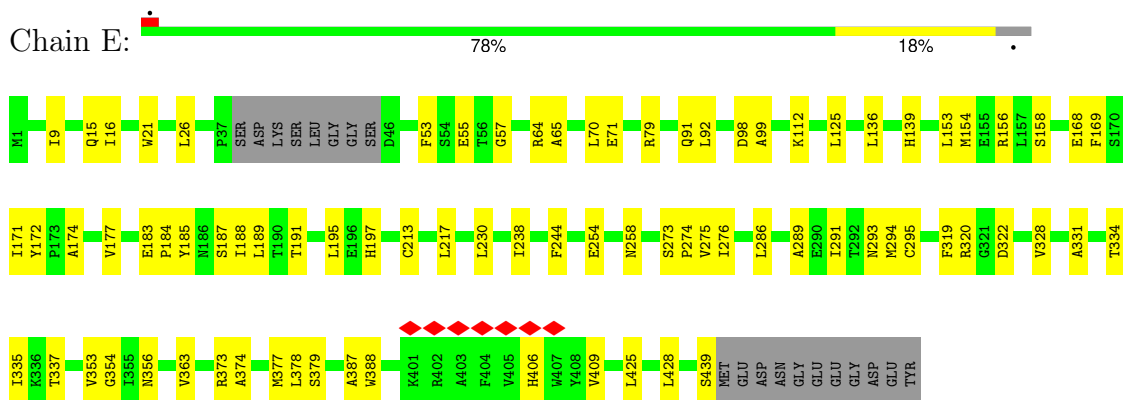 Chain E:
78% 18%
M1 I9 Q15 I16 W21 L26 P37 SER ASP LYS SER LEU GLY GLY SER D46 F53 S54 E55 T56 G57 R64 A65 L70 E71 R79 Q91 L92 D98 A99 K112 L125 L136 H139 L153 M154 E155 R156 L157 S158 E168 F169 S170
I171 Y172 P173 A174 V177 E183 P184 Y185 N186 S187 I188 L189 T190 T191 L195 E196 H197 C213 L217 L230 I238 F244 E254 N258 S273 P274 V275 I276 L286 A289 E290 I291 T292 N293 M294 C295 F319 R320 G321 D322 V328 A331 T334
I335 K336 T337 V353 G354 I355 N356 V363 R373 A374 M377 L378 S379 A387 W388 K401 R402 A403 F404 V405 H406 W407 Y408 V409 L425 L428 S439 MET GLU ASP ASN GLY GLU GLU GLY ASP GLU TYR